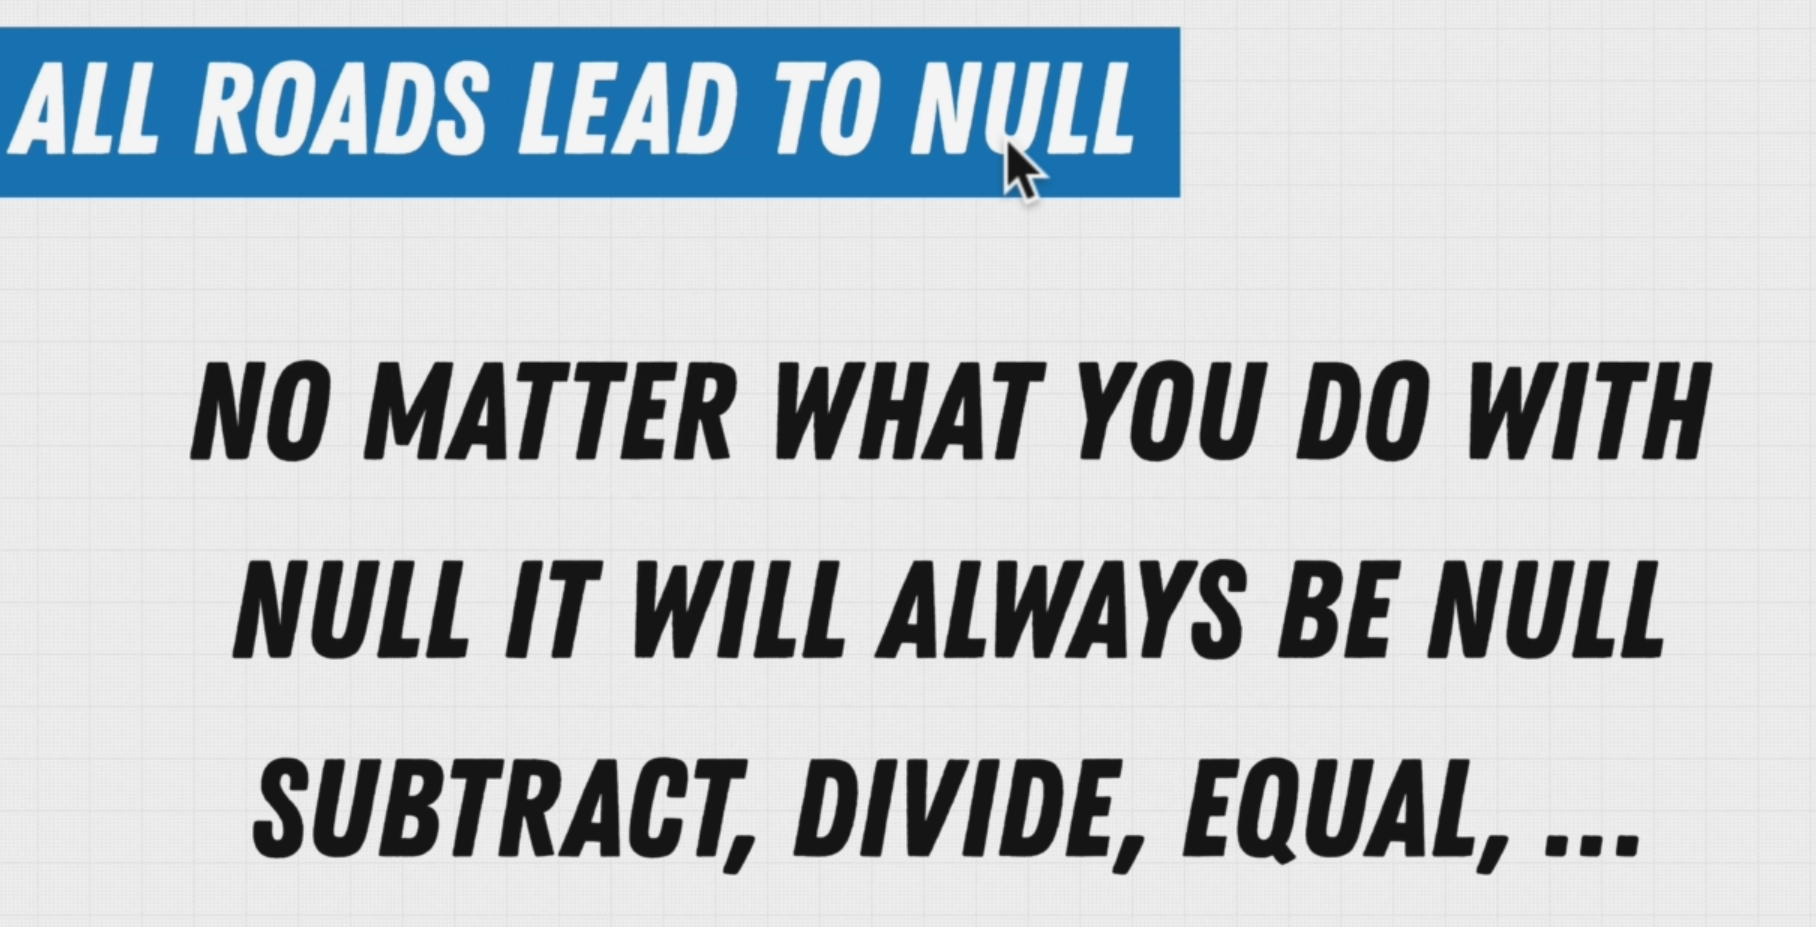 ALL ROADS LEAD TO NULL
NO MATTER WHAT YOU DO WITH
NULL IT WILL ALWAYS BE NULL
SUBTRACT, DIVIDE, EQUAL, ...